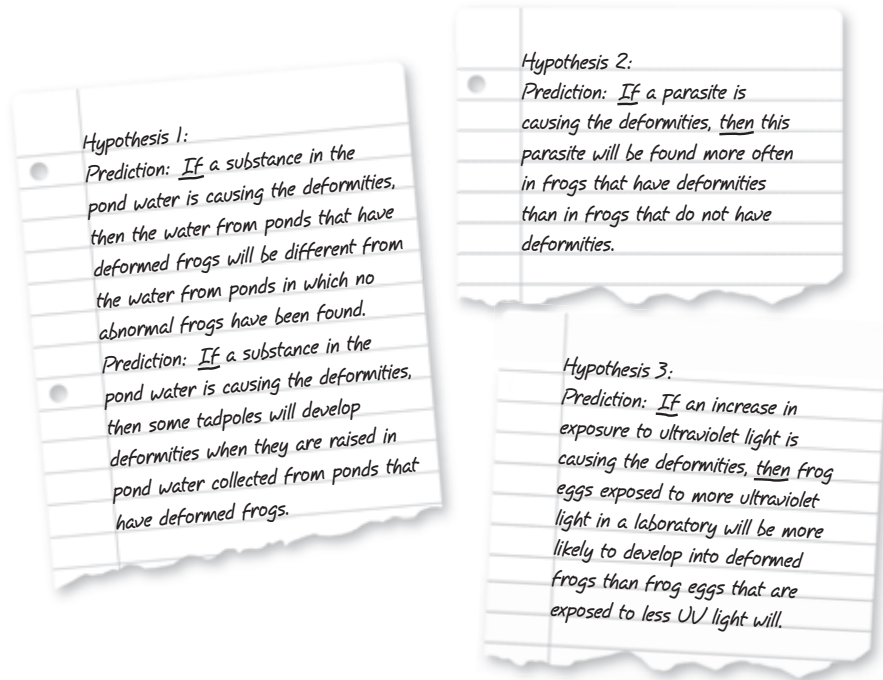 Hypothesis 1:
Prediction: If a substance in the
pond water is causing the deformities,
then the water from ponds that have
deformed frogs will be different from
the water from ponds in which no
abnormal frogs have been found.
Prediction: If a substance in the
pond water is causing the deformities,
then some tadpoles will develop
deformities when they are raised in
pond water collected from ponds that
have deformed frogs.
Hypothesis 2:
Prediction: If a parasite is
causing the deformities, then this
parasite will be found more often
in frogs that have deformities
than in frogs that do not have
deformities.
Hypothesis 3:
Prediction: If an increase in
exposure to ultraviolet light is
causing the deformities, then frog
eggs exposed to more ultraviolet
light in a laboratory will be more
likely to develop into deformed
frogs than frog eggs that are
exposed to less UV light will.